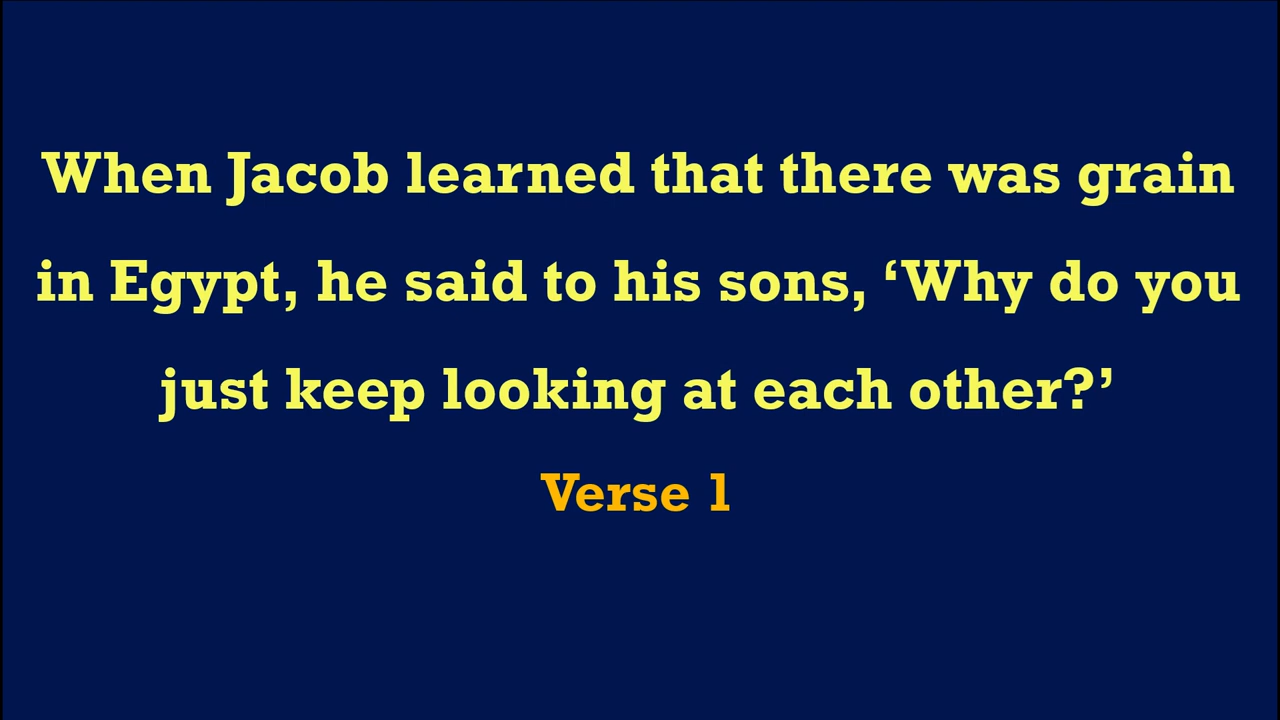 When Jacob learned that there was grain
in Egypt, he said to his sons, ‘Why do you
just keep looking at each other?’
Verse 1